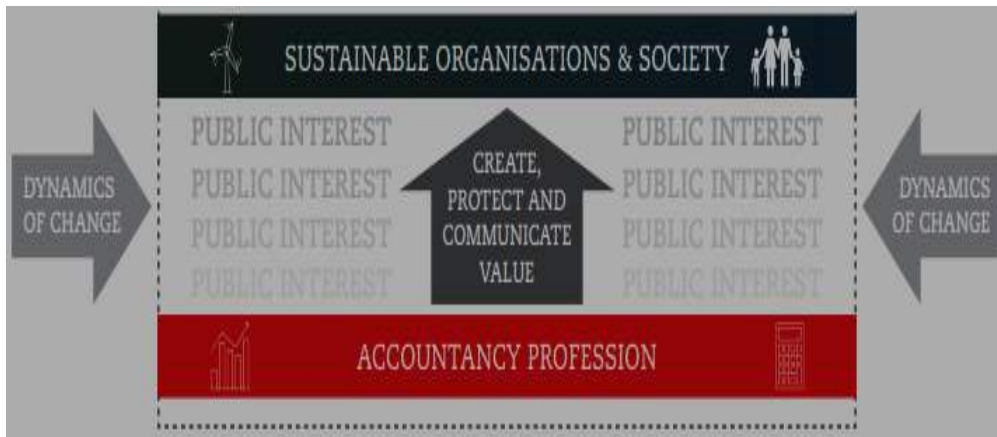 SUSTAINABLE ORGANISATIONS & SOCIETY
DYNAMICS
OF CHANGE
PUBLIC INTEREST
PUBLIC INTEREST
PUBLIC INTEREST
PUBLIC INTEREST
CREATE,
PROTECT AND
COMMUNICATE
VALUE
PUBLIC INTEREST
PUBLIC INTEREST
PUBLIC INTEREST
PUBLIC INTEREST
DYNAMICS
OF CHANGE
ACCOUNTANCY PROFESSION